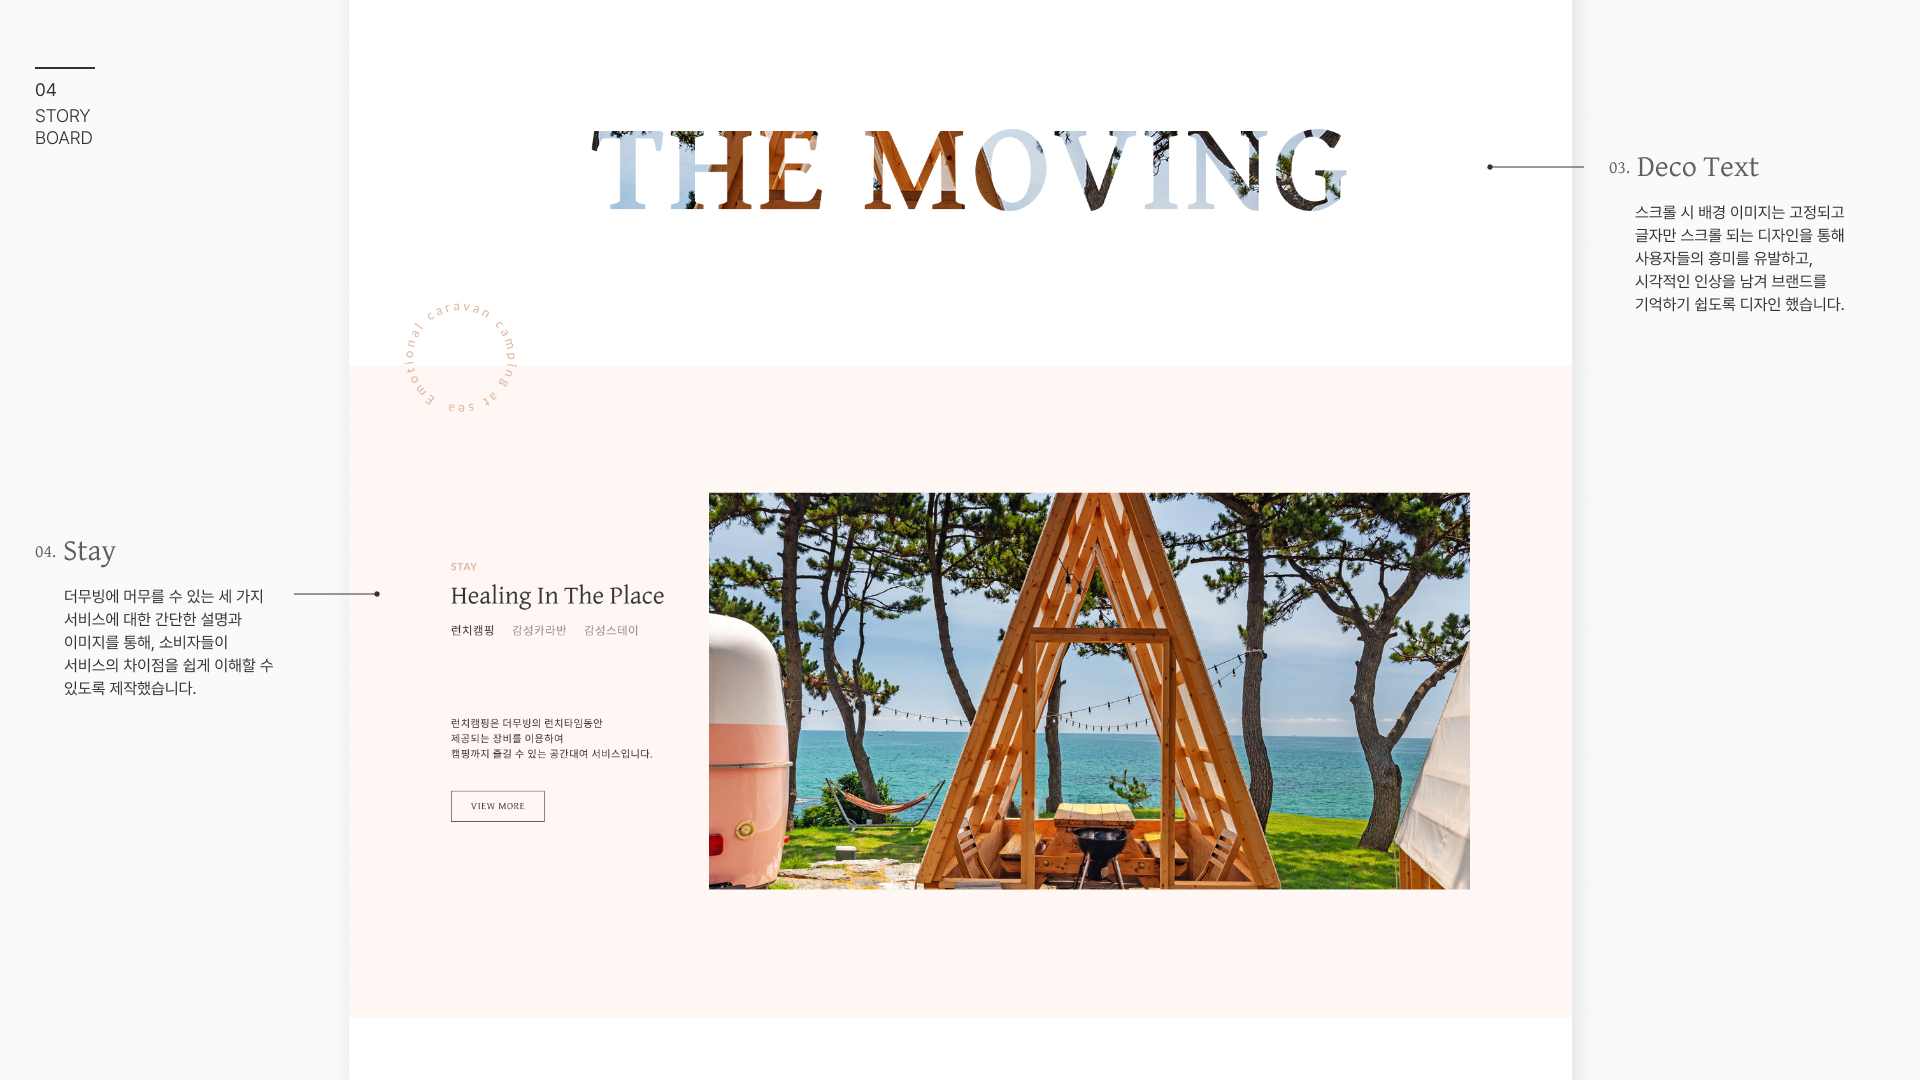 04
STORY
BOARD
THE MOVING
03. Deco Text
스크롤 시 배경 이미지는 고정되고
글자만 스크롤 되는 디자인을 통해
사용자들의 흥미를 유발하고,
시각적인 인상을 남겨 브랜드를
기억하기 쉽도록 디자인 했습니다.
Emotional caravan camping at sea
04. Stay
더무빙에 머무를 수 있는 세 가지
서비스에 대한 간단한 설명과
이미지를 통해, 소비자들이
서비스의 차이점을 쉽게 이해할 수
있도록 제작했습니다.
STAY
Healing In The Place
런치캠핑 감성카라반 감성스테이
런치캠핑은 더무빙의 런치타임동안
제공되는 장비를 이용하여
캠핑까지 즐길 수 있는 공간대여 서비스입니다.
VIEW MORE